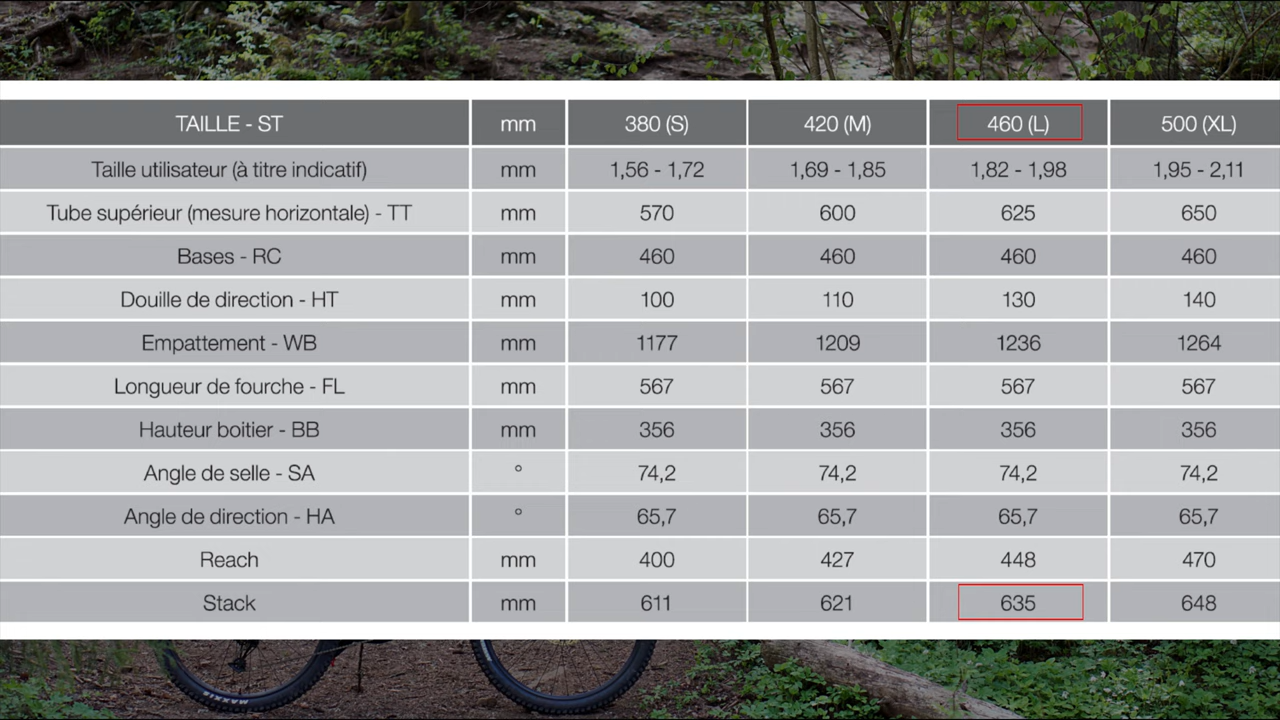 TAILLE - ST mm 380 (S) 420 (M) 460 (L) 500 (XL)
Taille utilisateur (à titre indicatif) mm 1,56 - 1,72 1,69 - 1,85 1,82 - 1,98 1,95 - 2,11
Tube supérieur (mesure horizontale) - TT mm 570 600 625 650
Bases - RC mm 460 460 460 460
Douille de direction - HT mm 100 110 130 140
Empattement - WB mm 1177 1209 1236 1264
Longueur de fourche - FL mm 567 567 567 567
Hauteur boitier - BB mm 356 356 356 356
Angle de selle - SA ° 74,2 74,2 74,2 74,2
Angle de direction - HA ° 65,7 65,7 65,7 65,7
Reach mm 400 427 448 470
Stack mm 611 621 635 648
MAXXIS